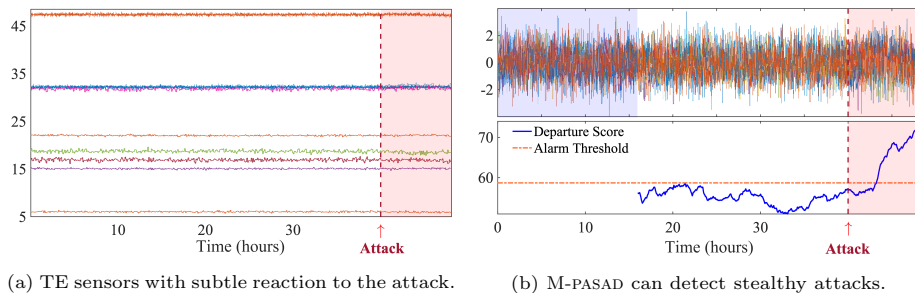 45
35
25
15
5
10
20
30
Time (hours)
Attack
(a) TE sensors with subtle reaction to the attack.
2
0
-2
Departure Score
Alarm Threshold
70
60
0
10
20
30
Time (hours)
Attack
(b) M-PASAD can detect stealthy attacks.